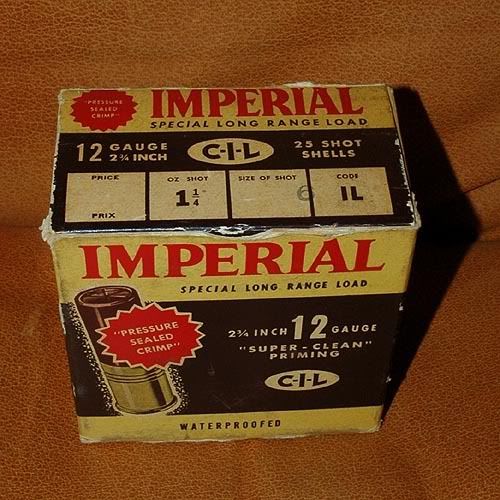 "PRESSURE
SEALED
CRIMP"
IMPERIAL
SPECIAL LONG RANGE LOAD
12 GAUGE
2¾ INCH
C-I-L
25 SHOT
SHELLS
PRICE
PRIX
OZ SHOT
1 1/4
SIZE OF SHOT
6
CODE
IL
IMPERIAL
SPECIAL LONG RANGE LOAD
"PRESSURE
SEALED
CRIMP"
2¾ INCH 12 GAUGE
"SUPER-CLEAN"
PRIMING
C-I-L
WATERPROOFED